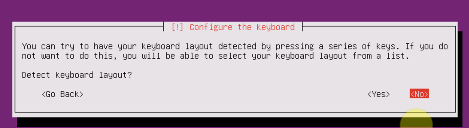 [!] Configure the keyboard
You can try to have your keyboard layout detected by pressing a series of keys. If you do
not want to do this, you will be able to select your keyboard layout from a list.
Detect keyboard layout?
<Go Back> <Yes> <No>